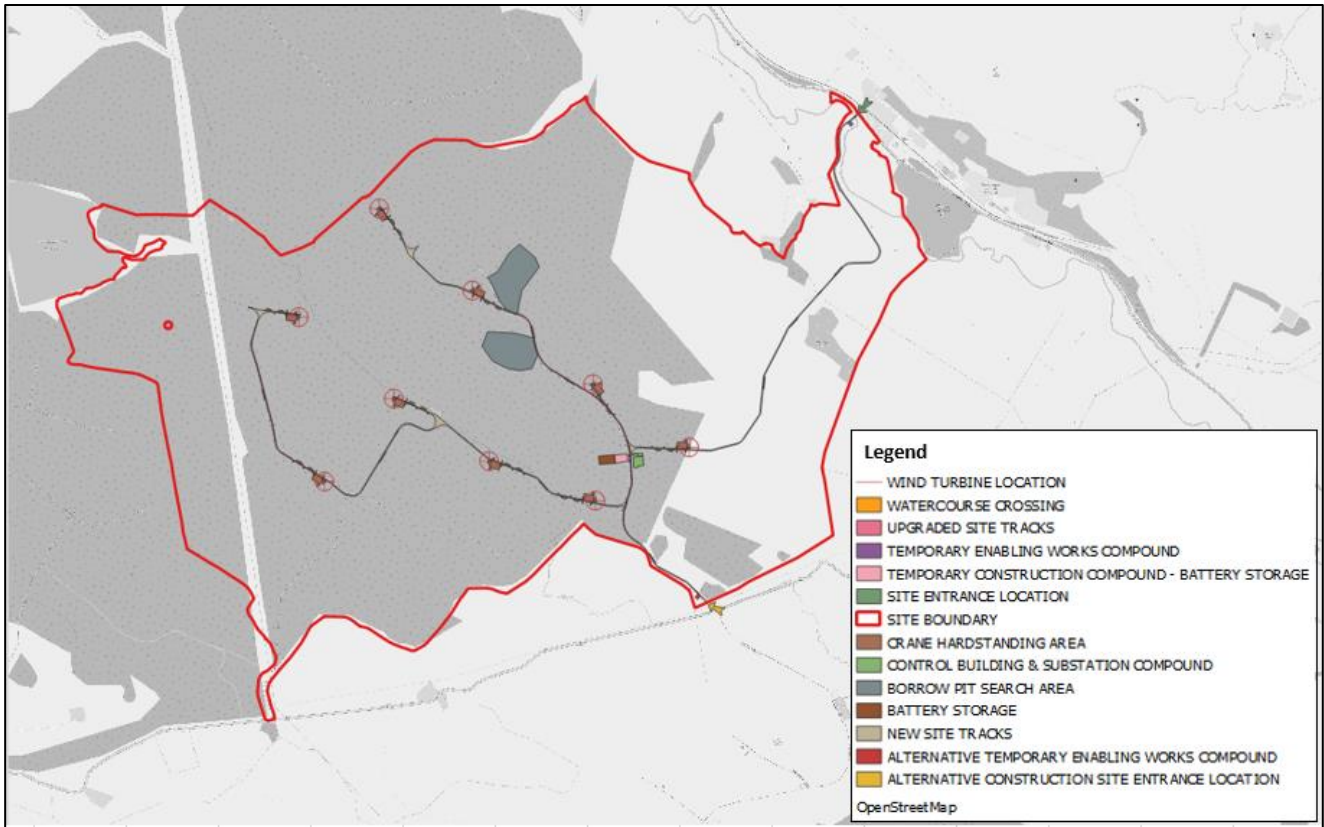 Legend
WIND TURBINE LOCATION
WATERCOURSE CROSSING
UPGRADED SITE TRACKS
TEMPORARY ENABLING WORKS COMPOUND
TEMPORARY CONSTRUCTION COMPOUND - BATTERY STORAGE
SITE ENTRANCE LOCATION
SITE BOUNDARY
CRANE HARDSTANDING AREA
CONTROL BUILDING & SUBSTATION COMPOUND
BORROW PIT SEARCH AREA
BATTERY STORAGE
NEW SITE TRACKS
ALTERNATIVE TEMPORARY ENABLING WORKS COMPOUND
ALTERNATIVE CONSTRUCTION SITE ENTRANCE LOCATION
OpenStreetMap